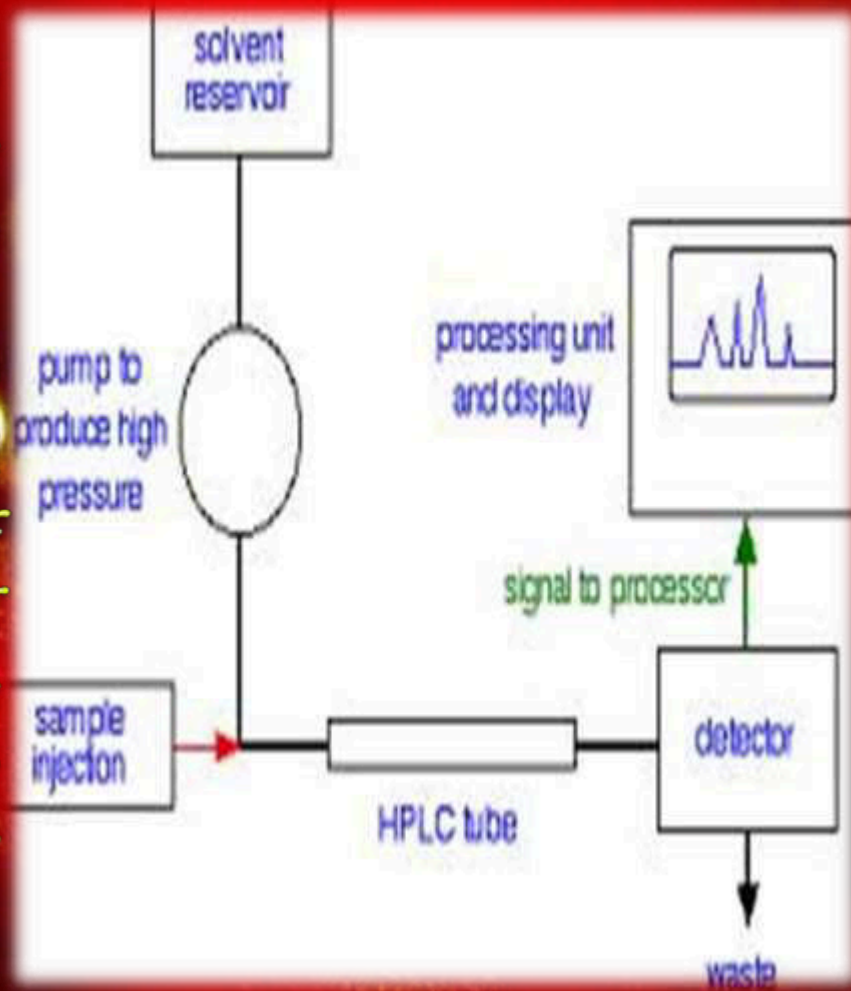 solvent
reservoir
pump to
produce high
pressure
processing unit
and display
signal to processor
sample
injection
detector
HPLC tube
waste